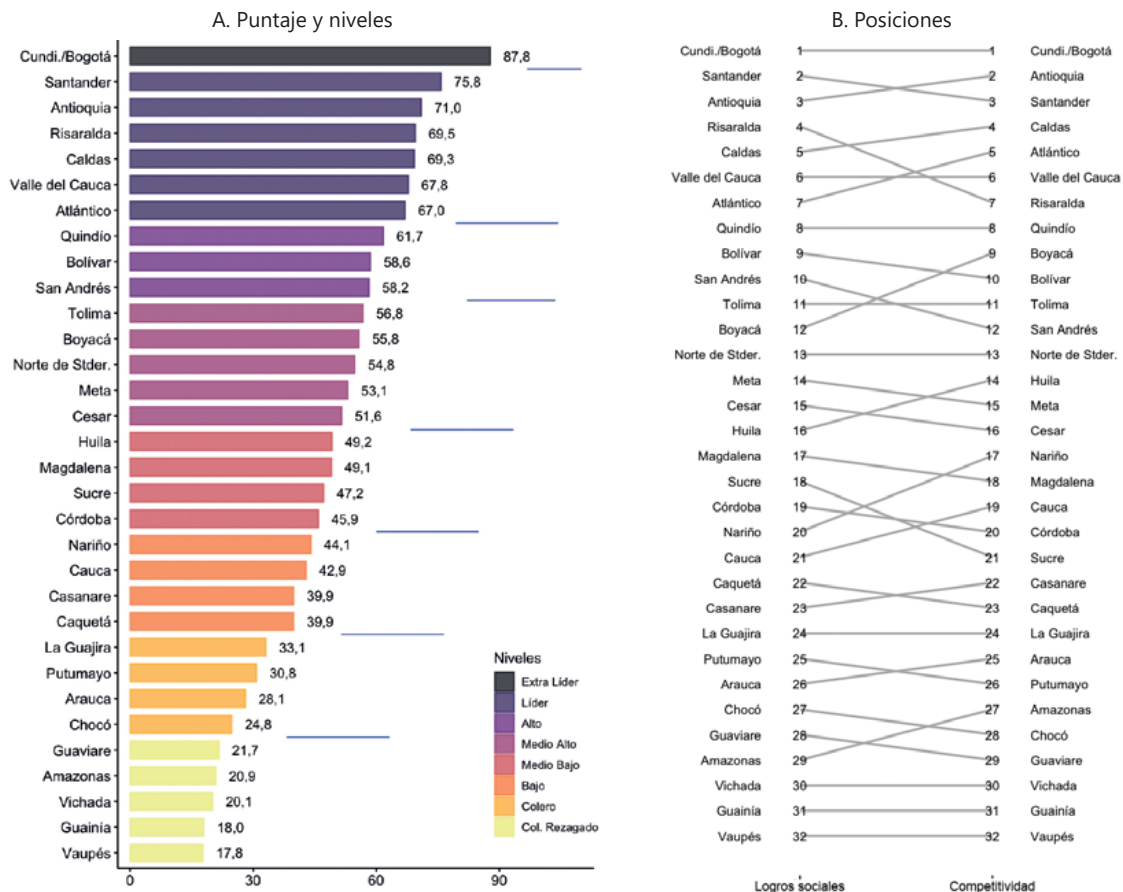 A. Puntaje y niveles
Cundi./Bogotá 87,8
Santander 75,8
Antioquia 71,0
Risaralda 69,5
Caldas 69,3
Valle del Cauca 67,8
Atlántico 67,0
Quindío 61,7
Bolívar 58,6
San Andrés 58,2
Tolima 56,8
Boyacá 55,8
Norte de Stder. 54,8
Meta 53,1
Cesar 51,6
Huila 49,2
Magdalena 49,1
Sucre 47,2
Córdoba 45,9
Nariño 44,1
Cauca 42,9
Casanare 39,9
Caquetá 39,9
La Guajira 33,1
Putumayo 30,8
Arauca 28,1
Chocó 24,8
Guaviare 21,7
Amazonas 20,9
Vichada 20,1
Guainía 18,0
Vaupés 17,8
0 30 60 90
Niveles
Extra Líder
Líder
Alto
Medio Alto
Medio Bajo
Bajo
Colero
Col. Rezagado
B. Posiciones
Cundi./Bogotá 1 1 Cundi./Bogotá
Santander 2 2 Antioquia
Antioquia 3 3 Santander
Risaralda 4 4 Caldas
Caldas 5 5 Atlántico
Valle del Cauca 6 6 Valle del Cauca
Atlántico 7 7 Risaralda
Quindío 8 8 Quindío
Bolívar 9 9 Boyacá
San Andrés 10 10 Bolívar
Tolima 11 11 Tolima
Boyacá 12 12 San Andrés
Norte de Stder. 13 13 Norte de Stder.
Meta 14 14 Huila
Cesar 15 15 Meta
Huila 16 16 Cesar
Magdalena 17 17 Nariño
Sucre 18 18 Magdalena
Córdoba 19 19 Cauca
Nariño 20 20 Córdoba
Cauca 21 21 Sucre
Caquetá 22 22 Casanare
Casanare 23 23 Caquetá
La Guajira 24 24 La Guajira
Putumayo 25 25 Arauca
Arauca 26 26 Putumayo
Chocó 27 27 Amazonas
Guaviare 28 28 Chocó
Amazonas 29 29 Guaviare
Vichada 30 30 Vichada
Guainía 31 31 Guainía
Vaupés 32 32 Vaupés
Logros sociales Competitividad